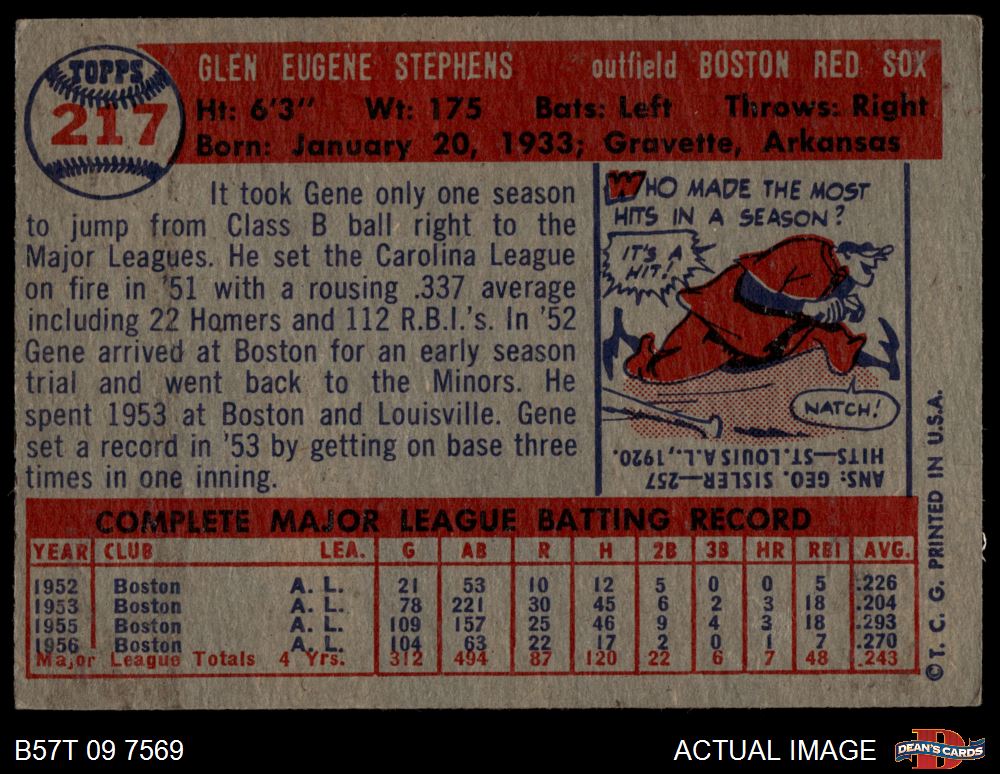 TOPPS
217
GLEN EUGENE STEPHENS outfield BOSTON RED SOX
Ht: 6'3" Wt: 175 Bats: Left Throws: Right
Born: January 20, 1933; Gravette, Arkansas
It took Gene only one season
to jump from Class B ball right to the
Major Leagues. He set the Carolina League
on fire in '51 with a rousing .337 average
including 22 Homers and 112 R.B.I.'s. In '52
Gene arrived at Boston for an early season
trial and went back to the Minors. He
spent 1953 at Boston and Louisville. Gene
set a record in '53 by getting on base three
times in one inning.
WHO MADE THE MOST
HITS IN A SEASON?
IT'S A
HIT!
NATCH!
ANS: GEO. SISLER—257
HITS—ST. LOUIS A.L., 1920.
COMPLETE MAJOR LEAGUE BATTING RECORD
YEAR CLUB LEA. G AB R H 2B 3B HR RBI AVG.
1952 Boston A. L. 21 53 10 12 5 0 0 5 .226
1953 Boston A. L. 78 221 30 45 6 2 3 18 .204
1955 Boston A. L. 109 157 25 46 9 4 3 18 .293
1956 Boston A. L. 104 63 22 17 2 0 1 7 .270
Major League Totals 4 Yrs. 312 494 87 120 22 6 7 48 .243
© T. C. G. PRINTED IN U.S.A.
B57T 09 7569
ACTUAL IMAGE
DEAN'S CARDS